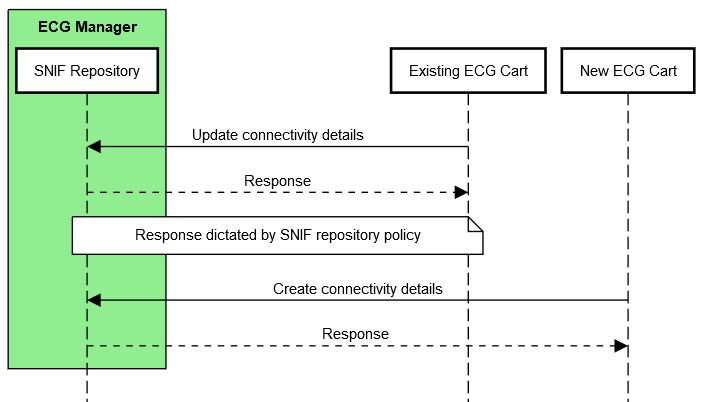 ECG Manager
SNIF Repository
Existing ECG Cart
New ECG Cart
Update connectivity details
Response
Response dictated by SNIF repository policy
Create connectivity details
Response